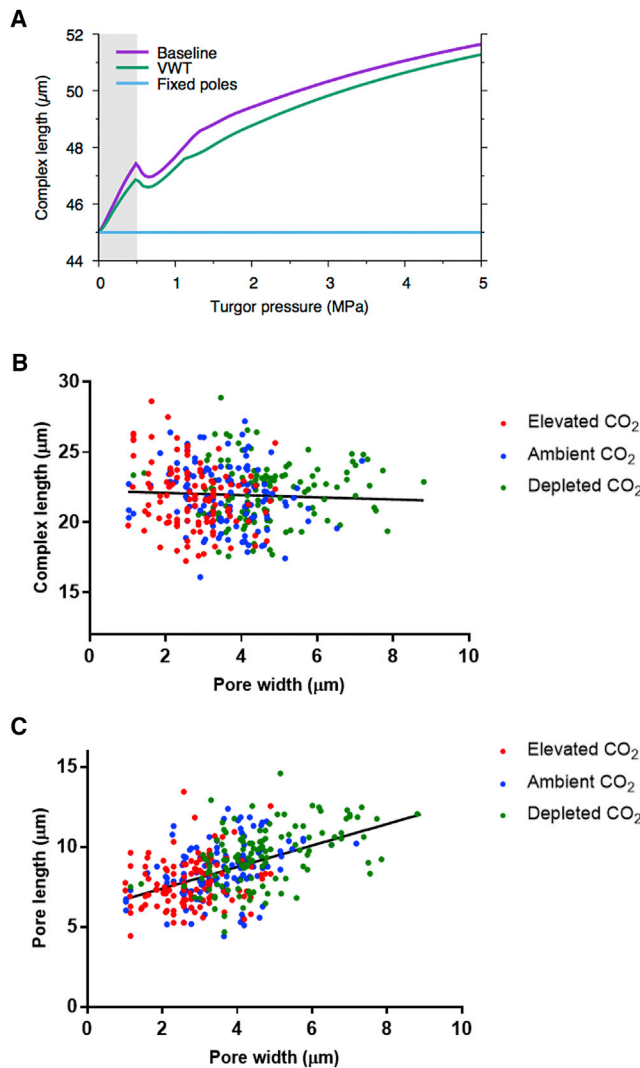 A
52
50
48
46
44
Complex length (μm)
Baseline
VWT
Fixed poles
0 1 2 3 4 5
Turgor pressure (MPa)
B
30
25
20
15
Complex length (μm)
0 2 4 6 8 10
Pore width (μm)
Elevated CO₂
Ambient CO₂
Depleted CO₂
C
15
10
5
0
Pore length (μm)
0 2 4 6 8 10
Pore width (μm)
Elevated CO₂
Ambient CO₂
Depleted CO₂